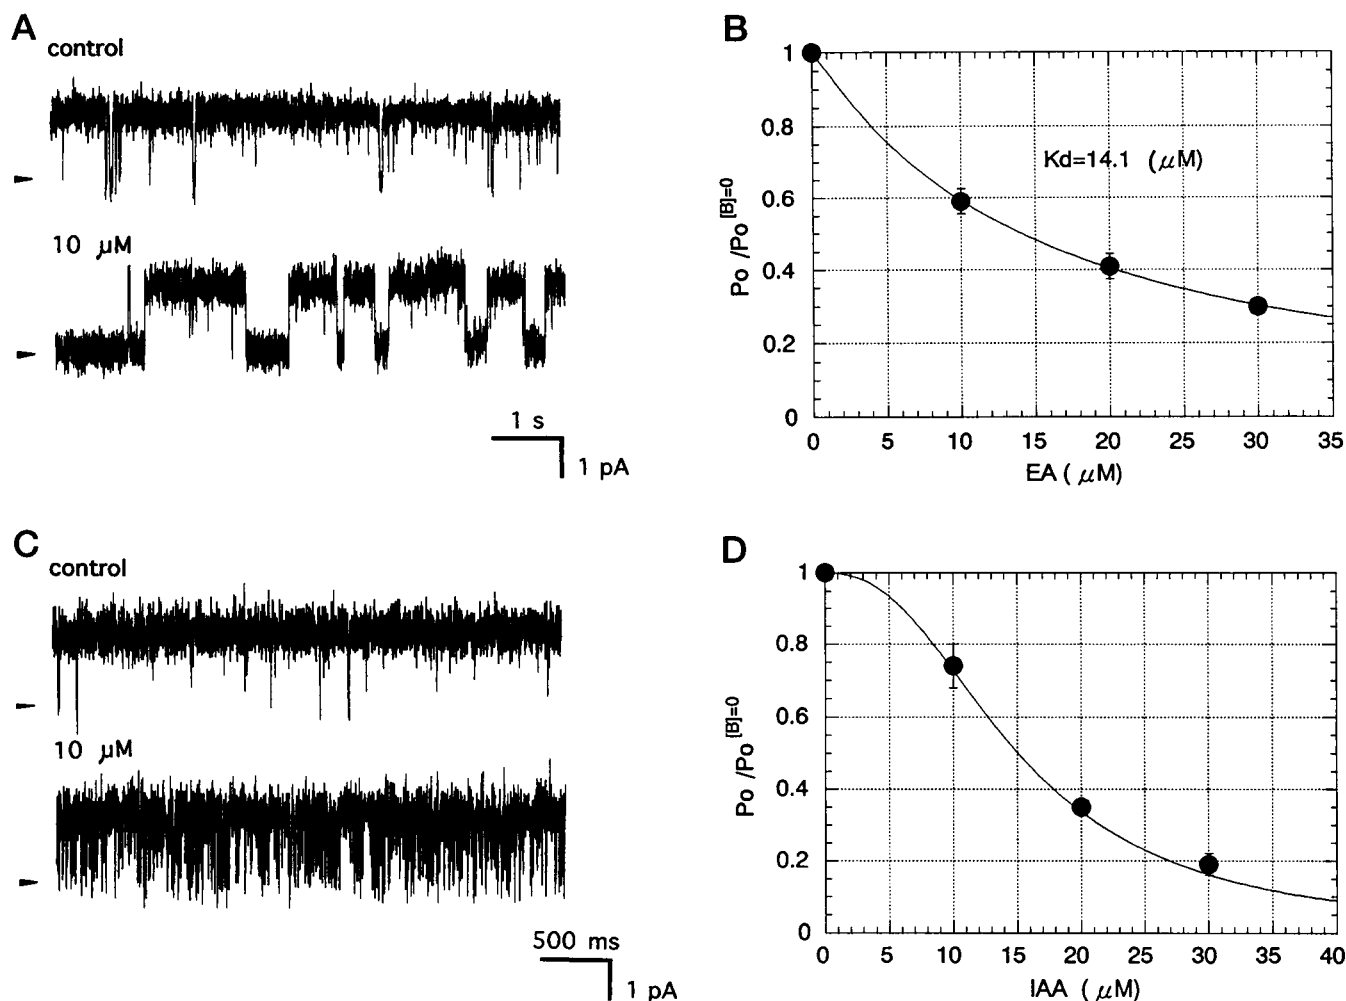 A
control
10 μM
1 s
1 pA
B
1
0.8
0.6
0.4
0.2
0
Po /Po[B]=0
Kd=14.1 (μM)
0 5 10 15 20 25 30 35
EA ( μM)
C
control
10 μM
500 ms
1 pA
D
1
0.8
0.6
0.4
0.2
0
Po /Po[B]=0
0 5 10 15 20 25 30 35 40
IAA ( μM)